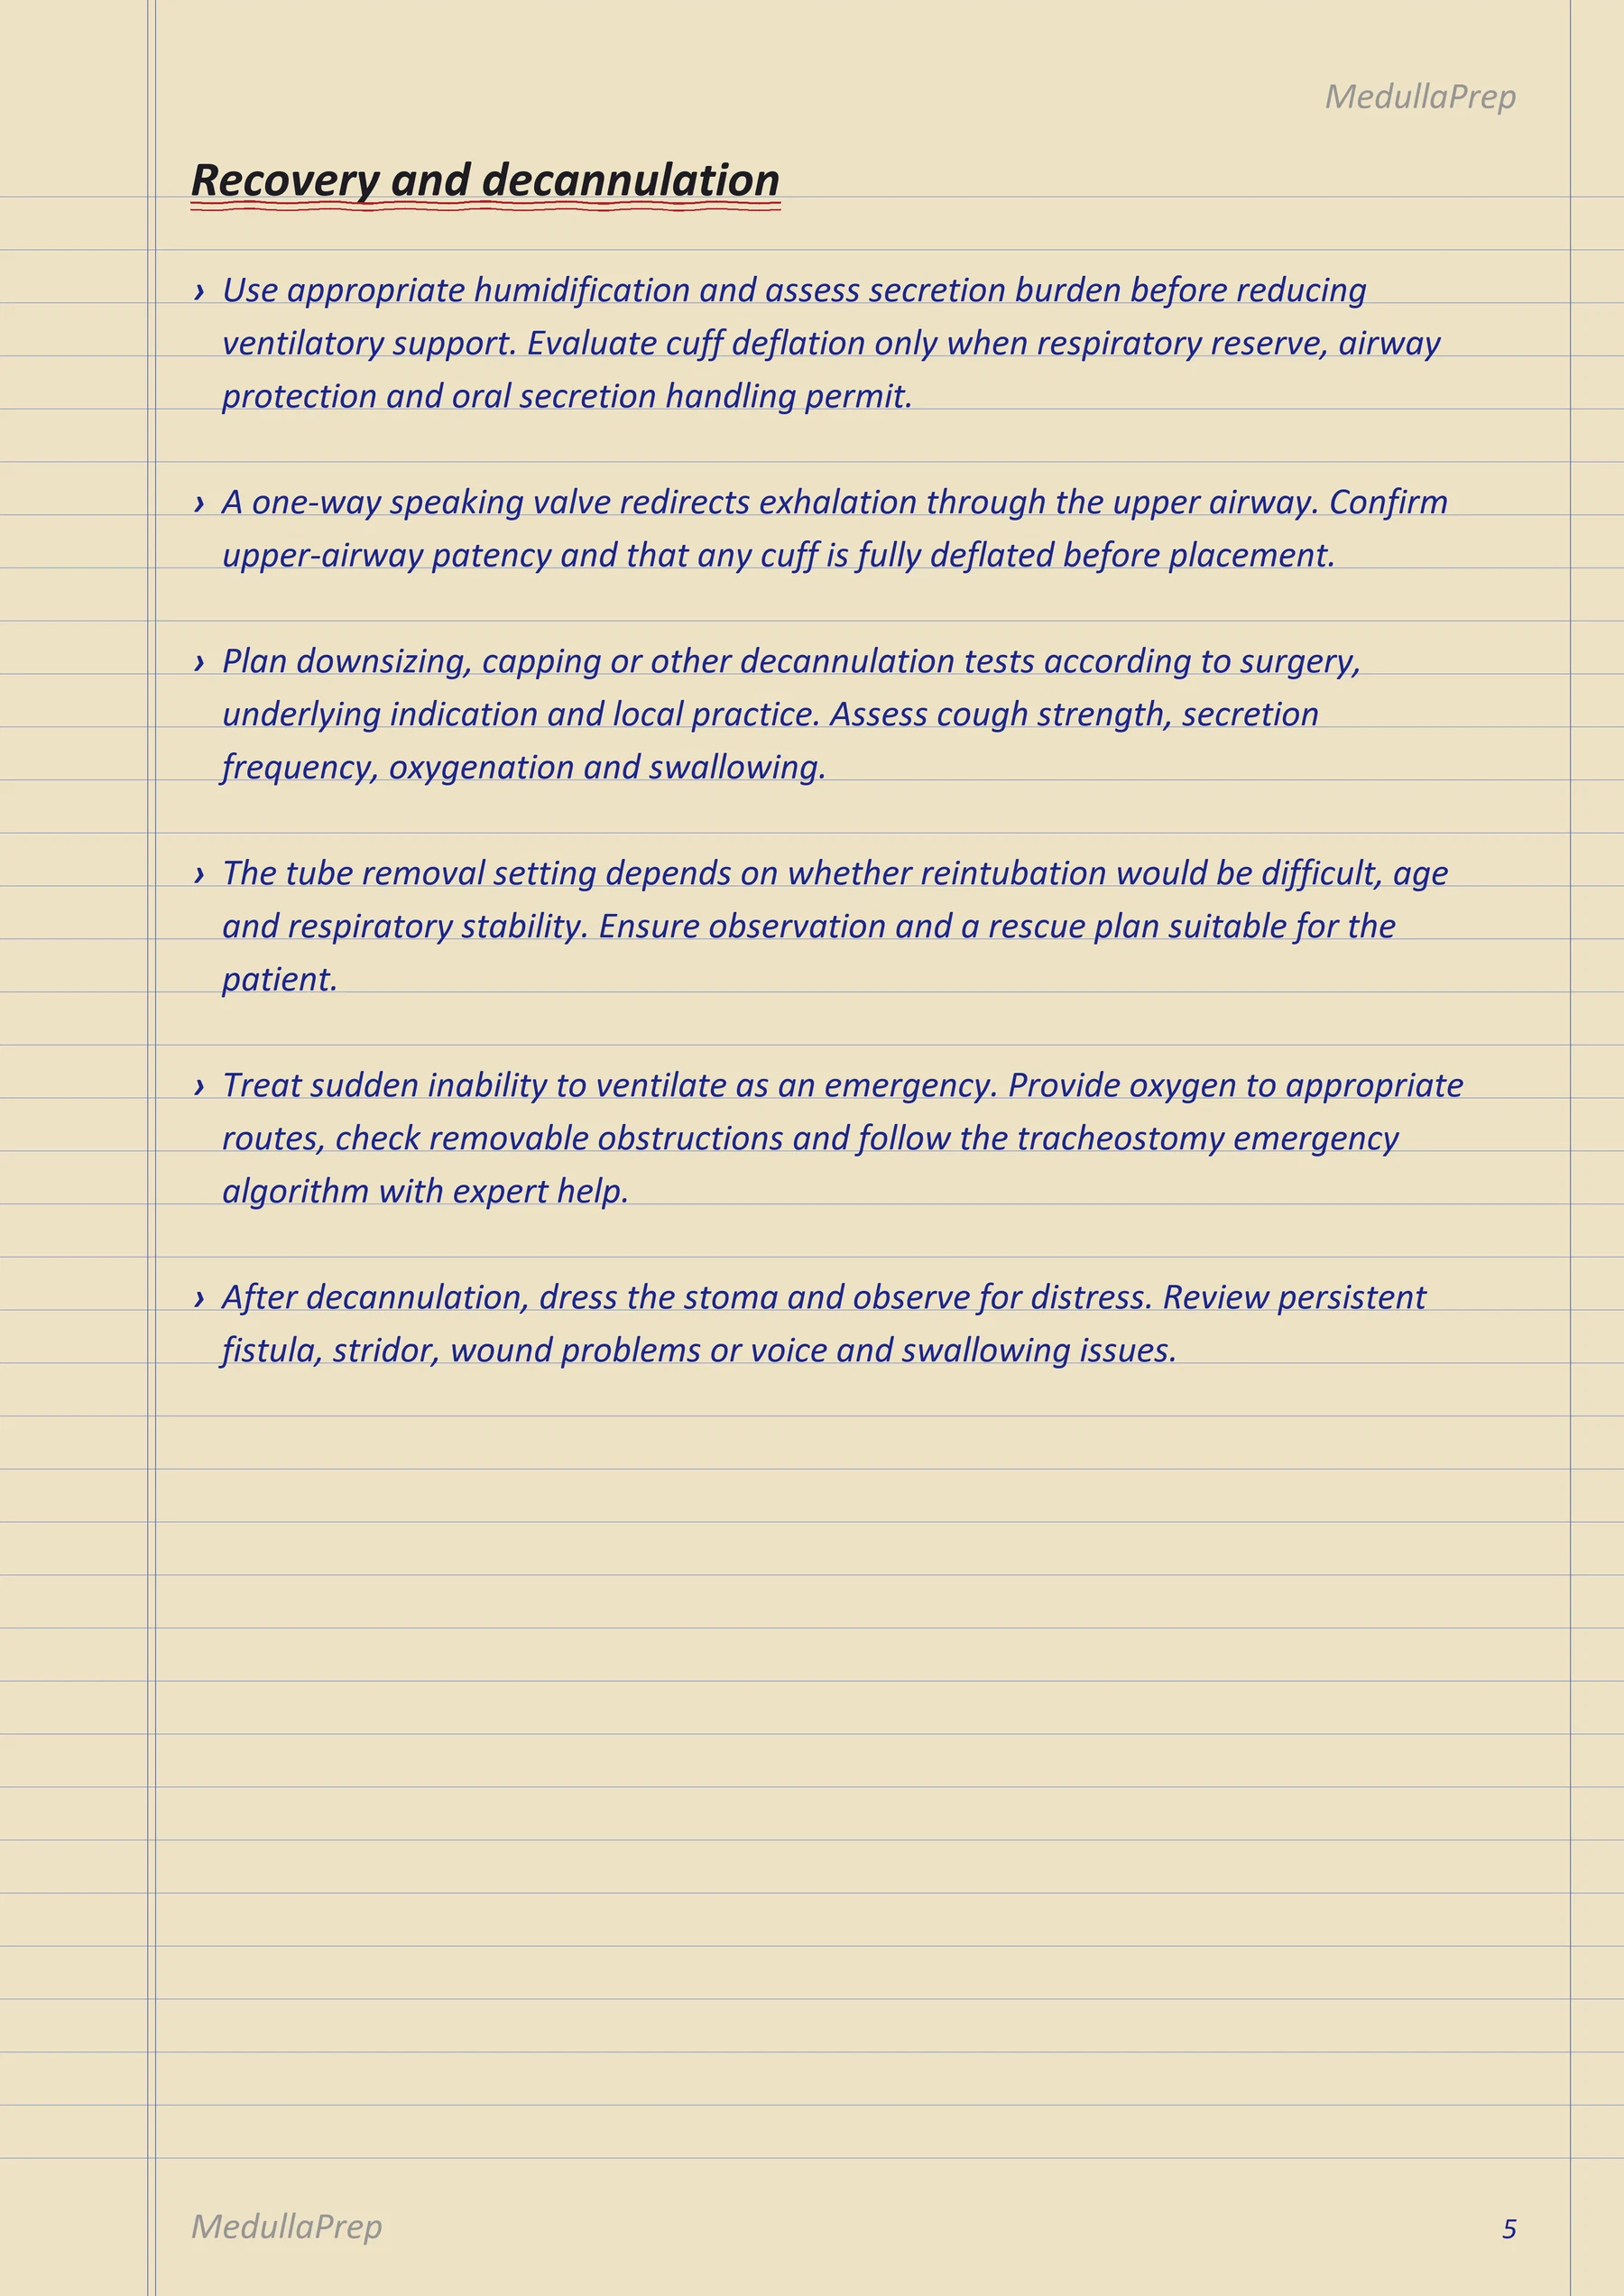 MedullaPrep
Recovery and decannulation
› Use appropriate humidification and assess secretion burden before reducing
ventilatory support. Evaluate cuff deflation only when respiratory reserve, airway
protection and oral secretion handling permit.
› A one-way speaking valve redirects exhalation through the upper airway. Confirm
upper-airway patency and that any cuff is fully deflated before placement.
› Plan downsizing, capping or other decannulation tests according to surgery,
underlying indication and local practice. Assess cough strength, secretion
frequency, oxygenation and swallowing.
› The tube removal setting depends on whether reintubation would be difficult, age
and respiratory stability. Ensure observation and a rescue plan suitable for the
patient.
› Treat sudden inability to ventilate as an emergency. Provide oxygen to appropriate
routes, check removable obstructions and follow the tracheostomy emergency
algorithm with expert help.
› After decannulation, dress the stoma and observe for distress. Review persistent
fistula, stridor, wound problems or voice and swallowing issues.
MedullaPrep
5